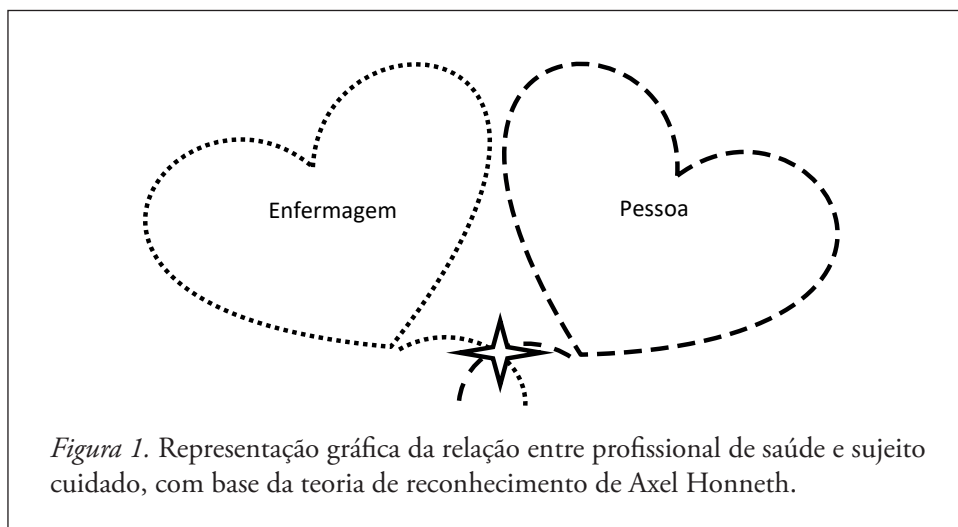 Enfermagem
Pessoa
Figura 1. Representação gráfica da relação entre profissional de saúde e sujeito
cuidado, com base da teoria de reconhecimento de Axel Honneth.